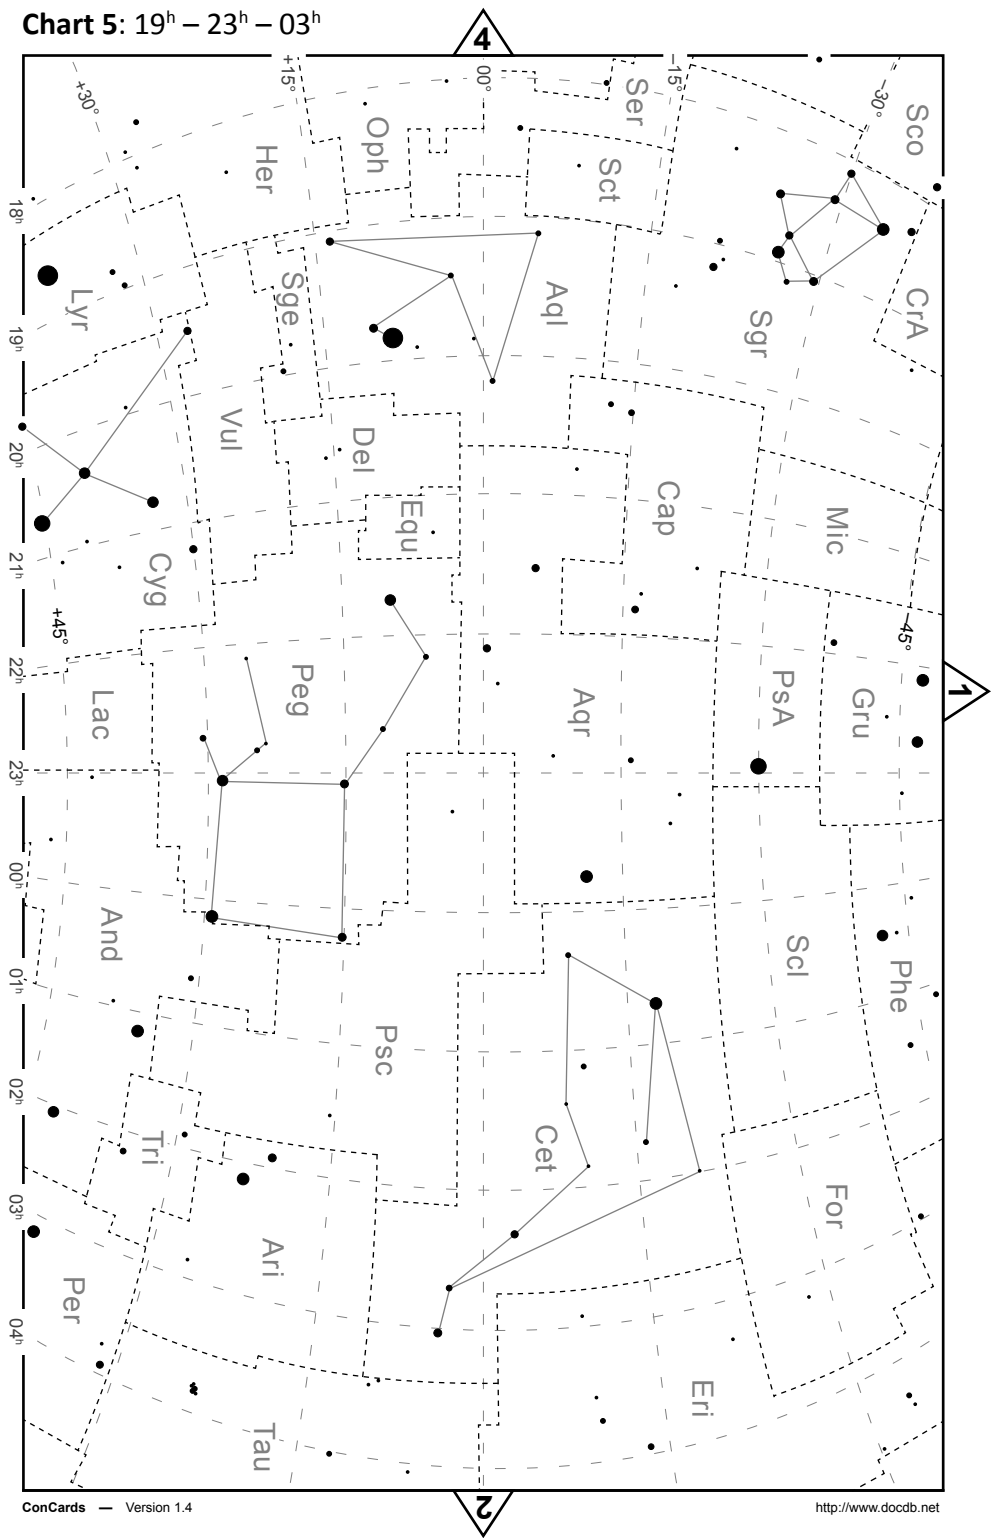 Chart 5: 19h – 23h – 03h
4
+30°
+15°
00°
-15°
-30°
Ser
Sco
Oph
Her
Sct
18h
Lyr
Sge
Aql
Sgr
CrA
19h
Vul
Del
20h
Equ
Cap
Mic
21h
Cyg
+45°
-45°
22h
Lac
Peg
Aqr
PsA
Gru
1
23h
00h
And
Scl
Phe
01h
Psc
02h
Tri
Cet
For
03h
Ari
Per
04h
Eri
Tau
2
ConCards — Version 1.4
http://www.docdb.net